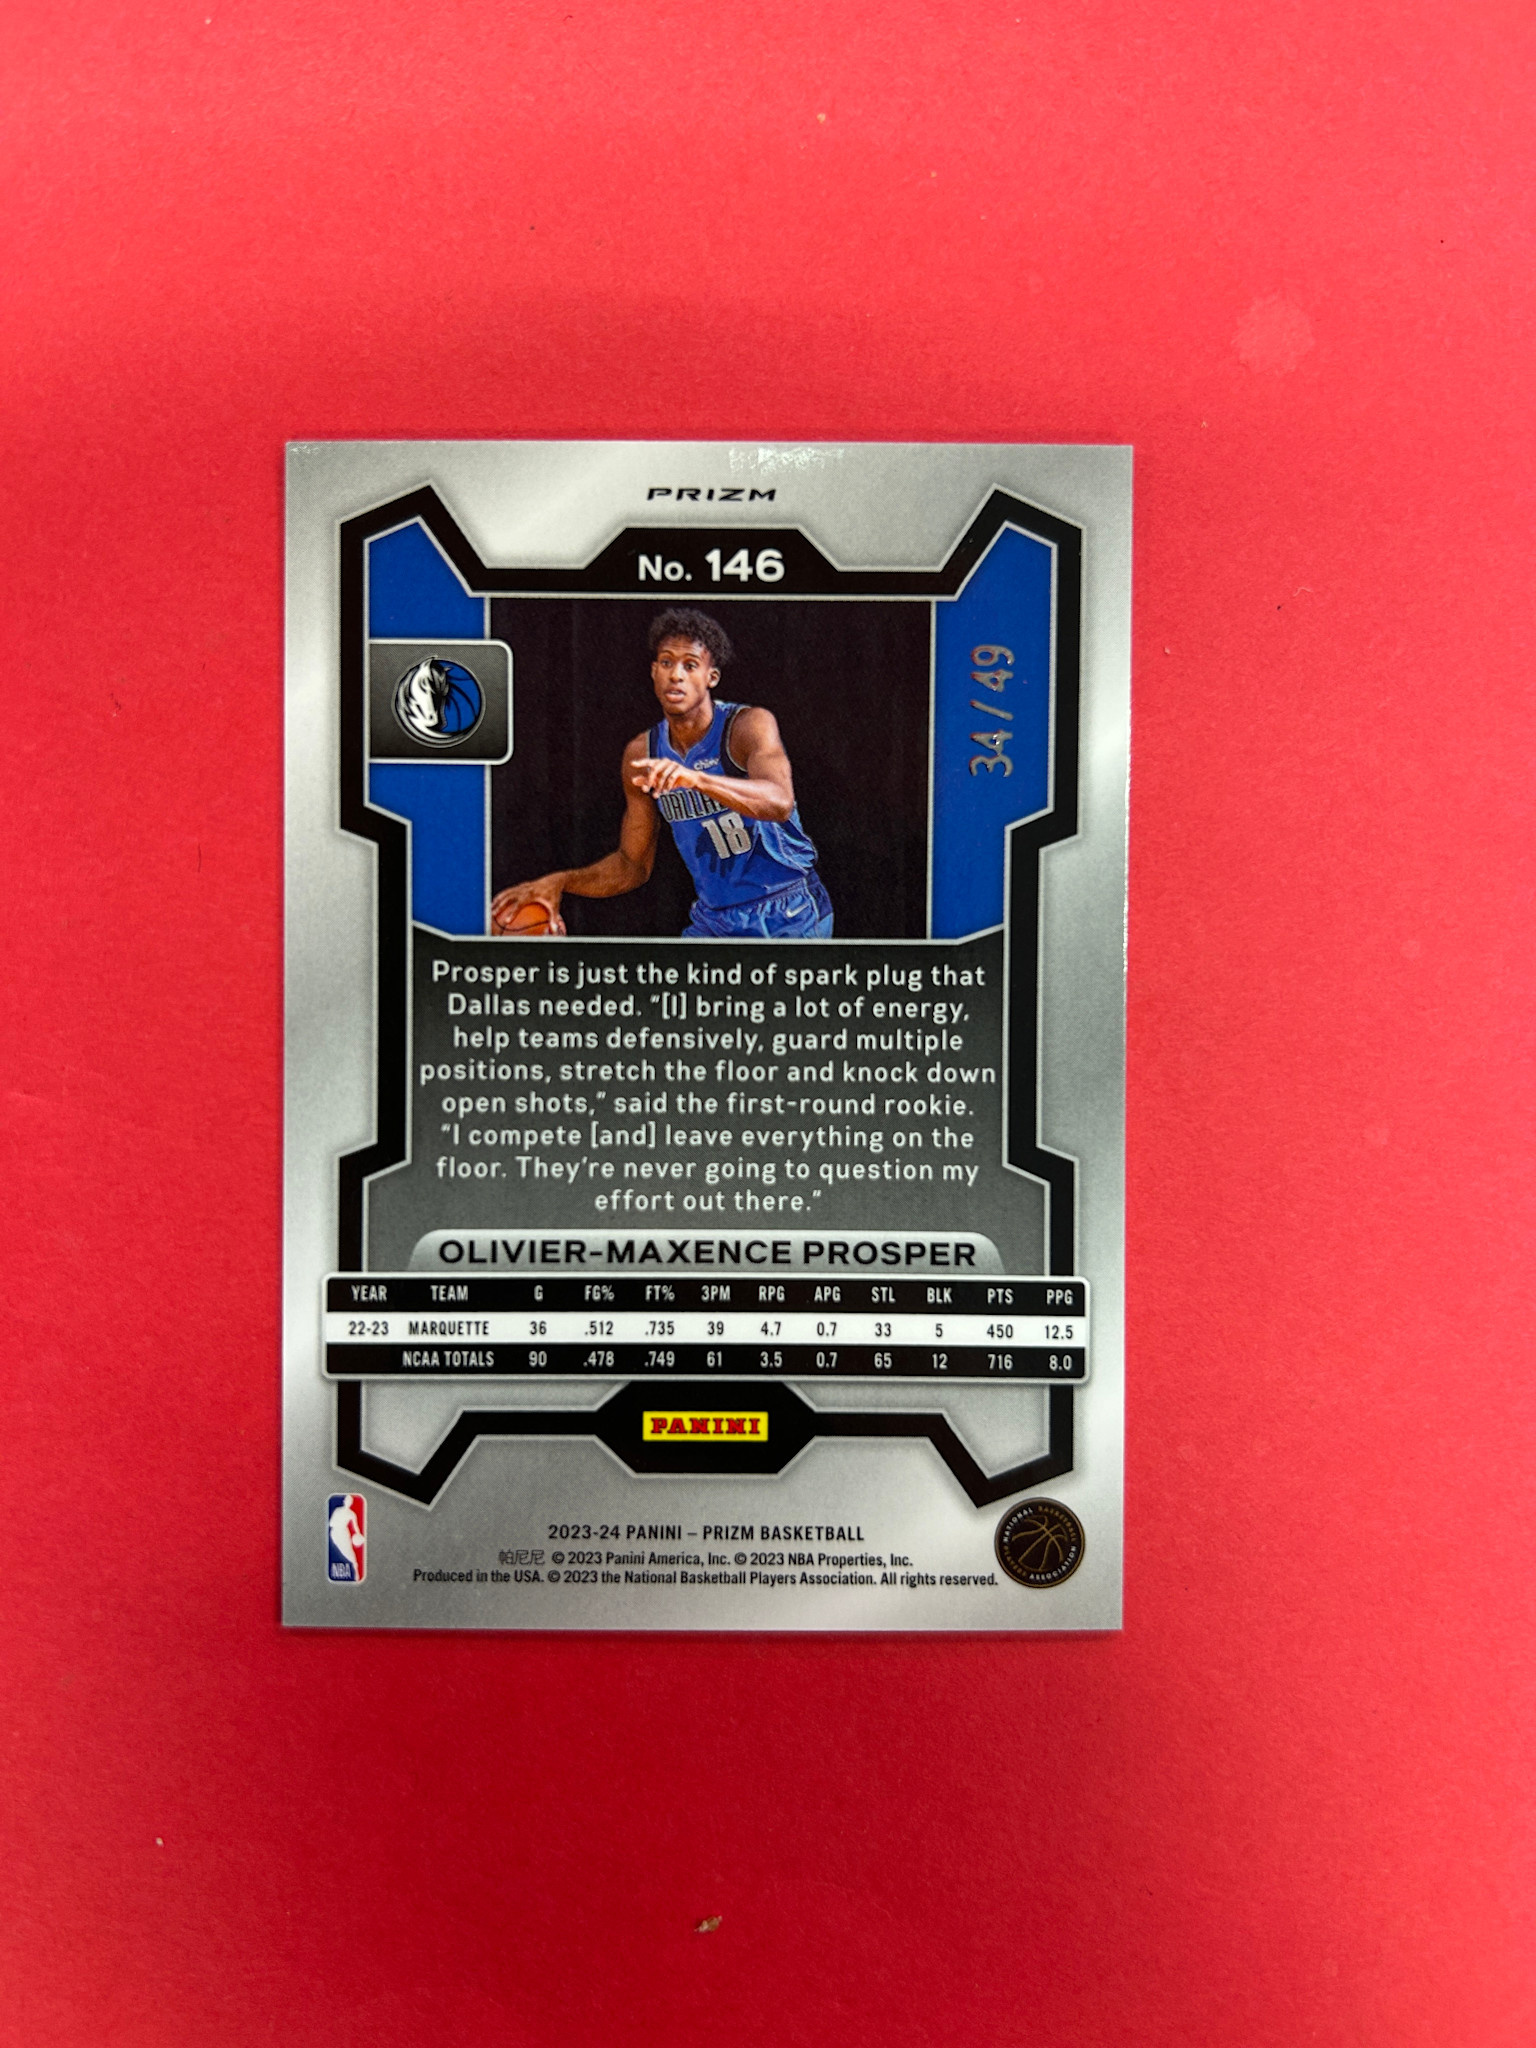 PRIZM
No. 146
34/49
chime
DALLAS
18
Prosper is just the kind of spark plug that
Dallas needed. "[I] bring a lot of energy,
help teams defensively, guard multiple
positions, stretch the floor and knock down
open shots," said the first-round rookie.
"I compete [and] leave everything on the
floor. They're never going to question my
effort out there."
OLIVIER-MAXENCE PROSPER
YEAR TEAM G FG% FT% 3PM RPG APG STL BLK PTS PPG
22-23 MARQUETTE 36 .512 .735 39 4.7 0.7 33 5 450 12.5
NCAA TOTALS 90 .478 .749 61 3.5 0.7 65 12 716 8.0
PANINI
2023-24 PANINI – PRIZM BASKETBALL
帕尼尼 © 2023 Panini America, Inc. © 2023 NBA Properties, Inc.
Produced in the USA. © 2023 the National Basketball Players Association. All rights reserved.
NBA
NATIONAL BASKETBALL
PLAYERS ASSOCIATION